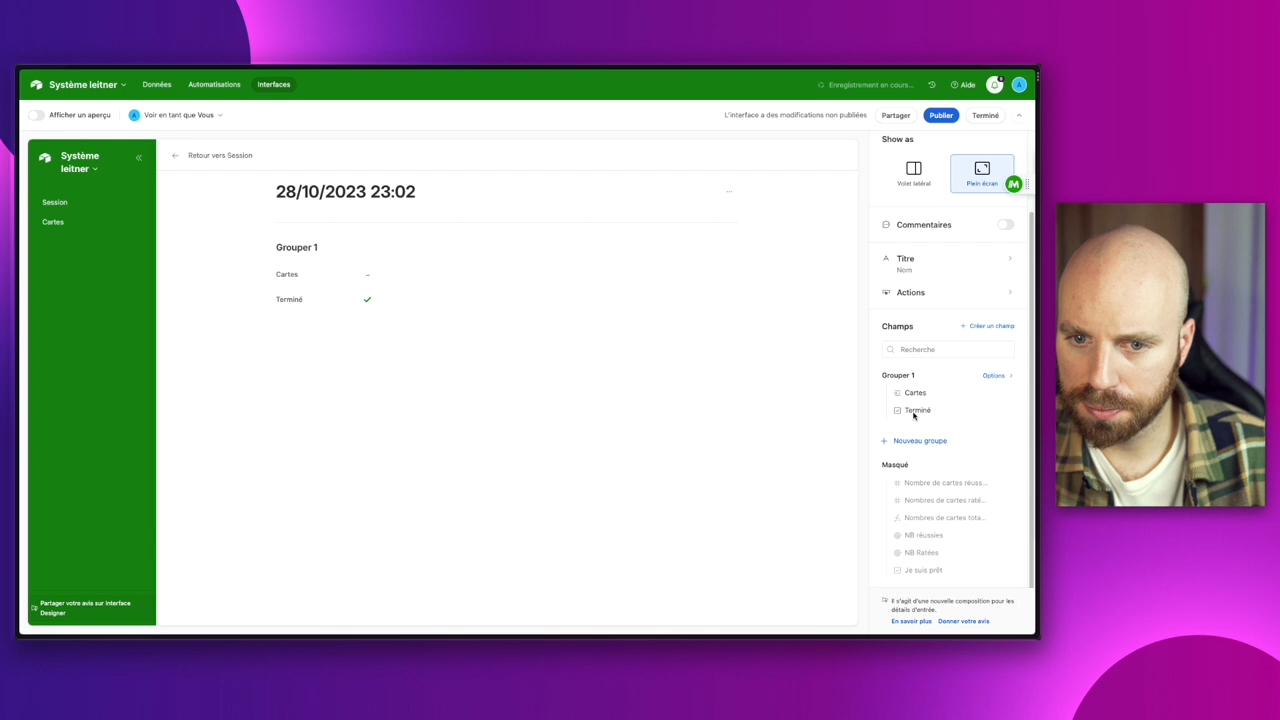 Système leitner
Données
Automatisations
Interfaces
Enregistrement en cours...
Aide
A
Afficher un aperçu
A
Voir en tant que Vous
L'interface a des modifications non publiées
Partager
Publier
Terminé
Système
leitner
Session
Cartes
Partager votre avis sur Interface
Designer
Retour vers Session
28/10/2023 23:02
...
Grouper 1
Cartes
–
Terminé
Show as
Volet latéral
Plein écran
Commentaires
Titre
Nom
Actions
Champs
+ Créer un champ
Recherche
Grouper 1
Options
Cartes
Terminé
+ Nouveau groupe
Masqué
Nombre de cartes réuss...
Nombres de cartes raté...
Nombres de cartes tota...
NB réussies
NB Ratées
Je suis prêt
Il s'agit d'une nouvelle composition pour les
détails d'entrée.
En savoir plus
Donner votre avis